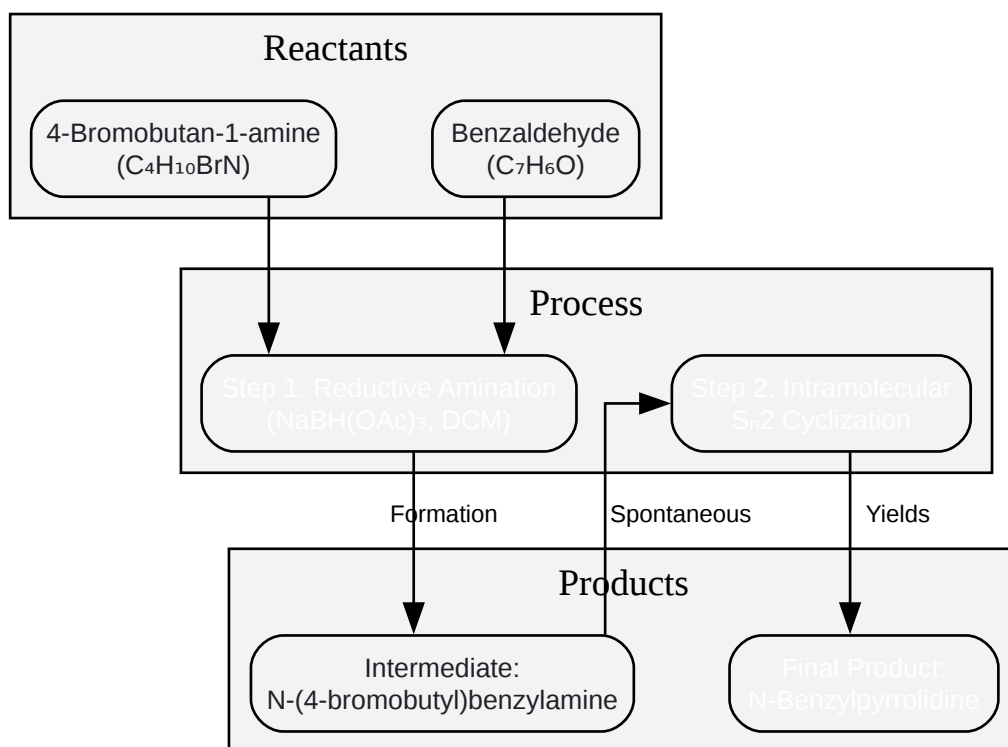 Reactants
4-Bromobutan-1-amine
(C₄H₁₀BrN)
Benzaldehyde
(C₇H₆O)
Process
Step 1: Reductive Amination
(NaBH(OAc)₃, DCM)
Step 2: Intramolecular
Sₙ2 Cyclization
Formation
Spontaneous
Yields
Products
Intermediate:
N-(4-bromobutyl)benzylamine
Final Product:
N-Benzylpyrrolidine